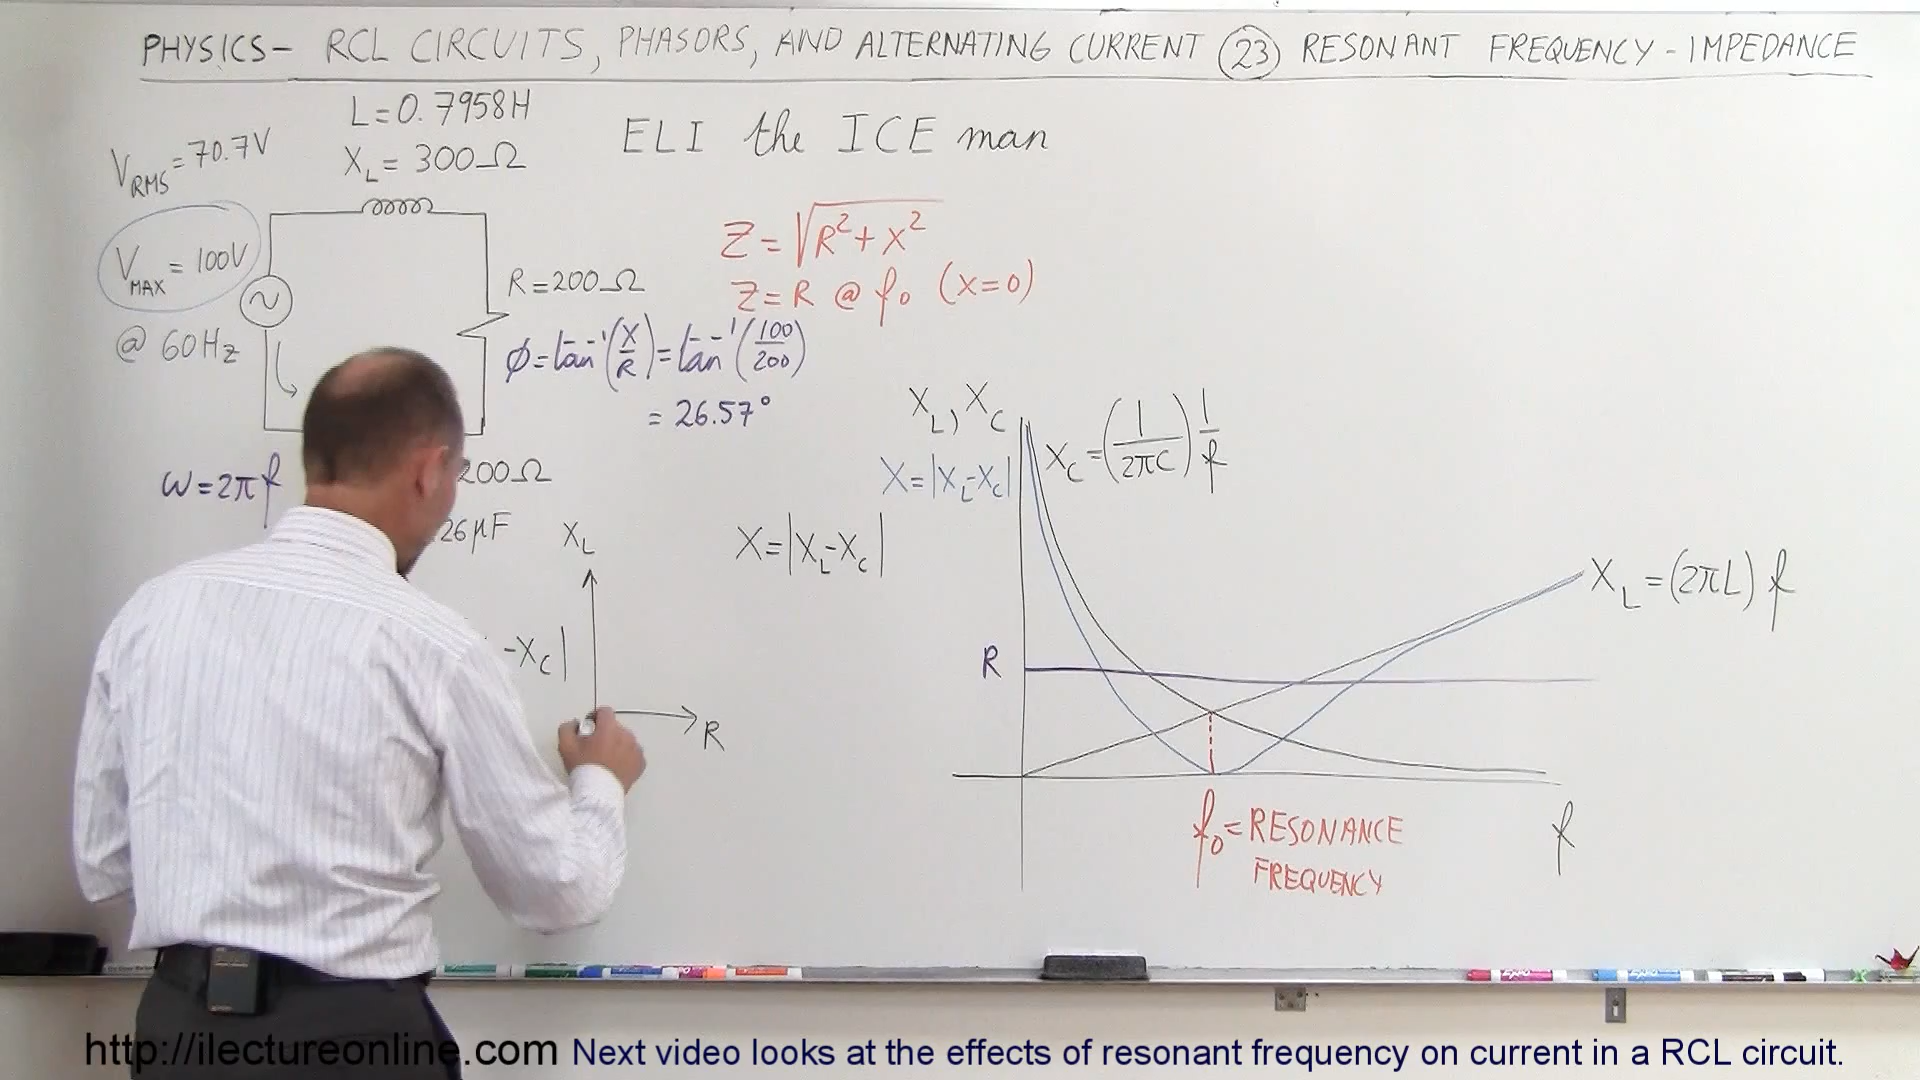 PHYSICS- RCL CIRCUITS, PHASORS, AND ALTERNATING CURRENT (23) RESONANT FREQUENCY - IMPEDANCE
L=0.7958H
X_L = 300Ω
V_RMS = 70.7V
V_MAX = 100V
@ 60Hz
ELI the ICE man
Z = √(R²+X²)
Z = R @ f₀ (X=0)
R = 200Ω
φ = tan⁻¹(X/R) = tan⁻¹(100/200)
= 26.57°
ω = 2πf
200Ω
26μF
X_L
-X_C|
R
X = |X_L-X_C|
X_L, X_C
X = |X_L-X_C|
X_C = (1/2πC) 1/f
X_L = (2πL) f
R
f₀ = RESONANCE
FREQUENCY
f
http://ilectureonline.com Next video looks at the effects of resonant frequency on current in a RCL circuit.